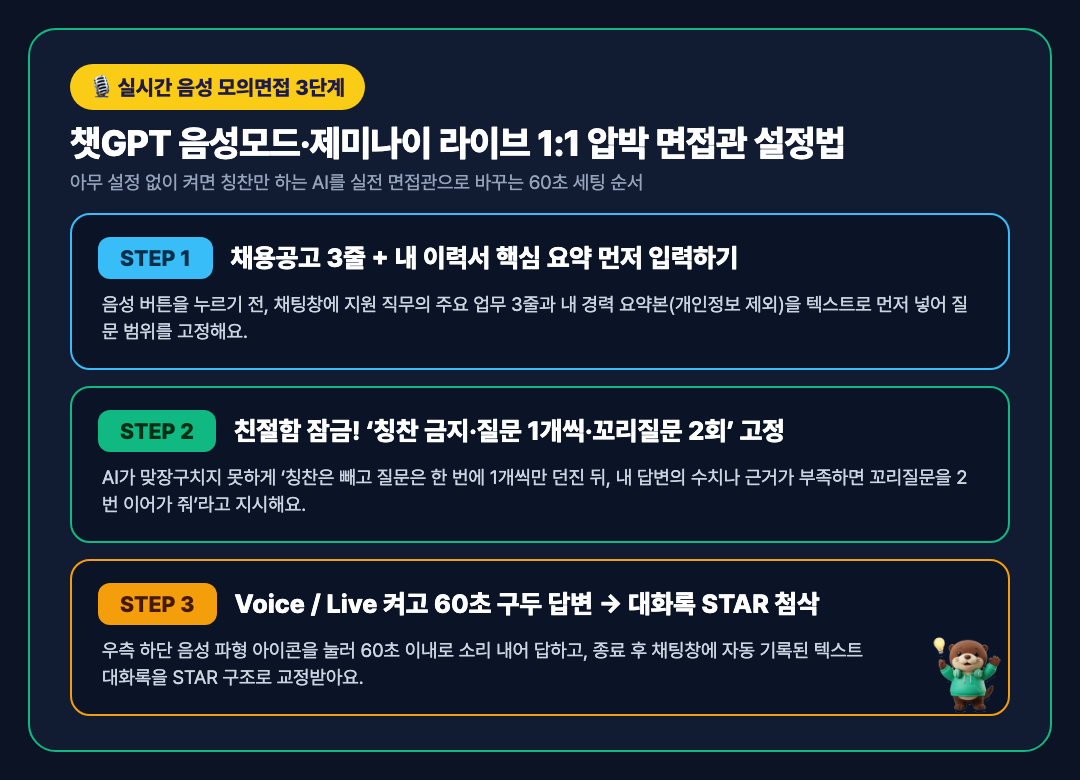 🎙️ 실시간 음성 모의면접 3단계
챗GPT 음성모드·제미나이 라이브 1:1 압박 면접관 설정법
아무 설정 없이 켜면 칭찬만 하는 AI를 실전 면접관으로 바꾸는 60초 세팅 순서
STEP 1 채용공고 3줄 + 내 이력서 핵심 요약 먼저 입력하기
음성 버튼을 누르기 전, 채팅창에 지원 직무의 주요 업무 3줄과 내 경력 요약본(개인정보 제외)을 텍스트로 먼저 넣어 질
문 범위를 고정해요.
STEP 2 친절함 잠금! ‘칭찬 금지·질문 1개씩·꼬리질문 2회’ 고정
AI가 맞장구치지 못하게 ‘칭찬은 빼고 질문은 한 번에 1개씩만 던진 뒤, 내 답변의 수치나 근거가 부족하면 꼬리질문을 2
번 이어가 줘’라고 지시해요.
STEP 3 Voice / Live 켜고 60초 구두 답변 → 대화록 STAR 첨삭
우측 하단 음성 파형 아이콘을 눌러 60초 이내로 소리 내어 답하고, 종료 후 채팅창에 자동 기록된 텍스트
대화록을 STAR 구조로 교정받아요.